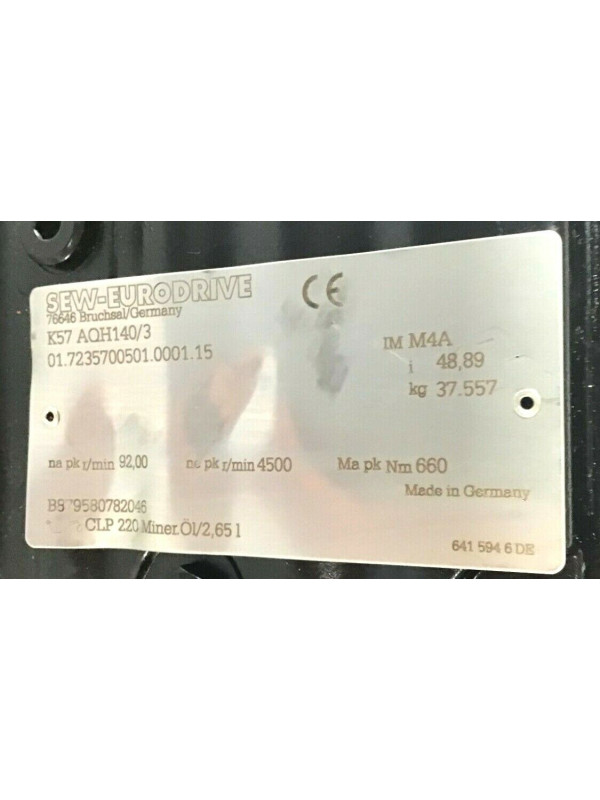 SEW-EURODRIVE CE
76646 Bruchsal/Germany
K57 AQH140/3
IM M4A
01.7235700501.0001.15
i 48,89
kg 37.557
na pk r/min 92,00 ne pk r/min 4500 Ma pk Nm 660
Made in Germany
CLP 220 Miner.Öl/2,65 l
641 594 6 DE